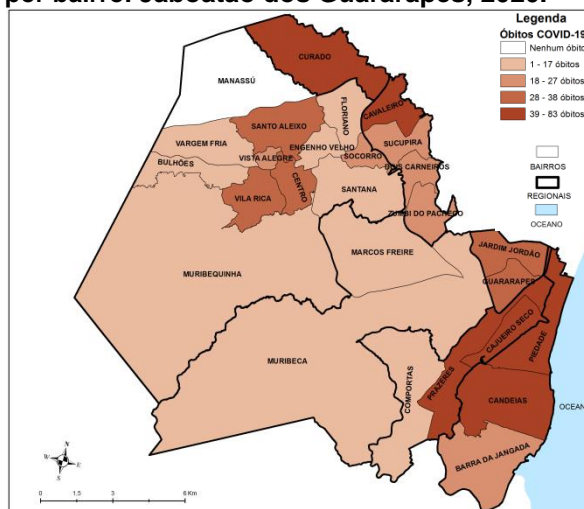 por bairro. Jaboatão dos Guararapes, 2020.
Legenda
Óbitos COVID-19
Nenhum óbito
1 - 17 óbitos
18 - 27 óbitos
28 - 38 óbitos
39 - 83 óbitos
BAIRROS
REGIONAIS
OCEANO
CURADO
MANASSÚ
FLORIANO
CAVALEIRO
SANTO ALEIXO
VARGEM FRIA
ENGENHO VELHO
SUCUPIRA
BULHÕES
VISTA ALEGRE
SOCORRO
CARNEIROS
VILA RICA
CENTRO
SANTANA
ZUMBI DO PACHECO
MARCOS FREIRE
JARDIM JORDÃO
MURIBEQUINHA
GUARARAPES
CAJUEIRO SECO
PIEDADE
MURIBECA
COMPORTAS
PRAZERES
CANDEIAS
OCEAN
BARRA DA JANGADA
N
W
E
S
0 1,5 3 6 Km